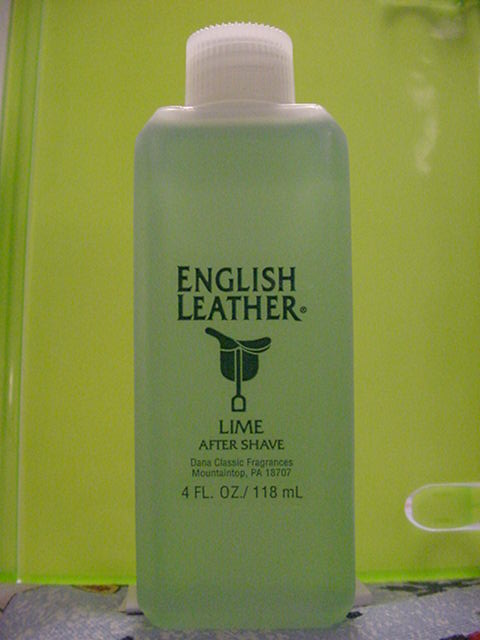 ENGLISH
LEATHER®
LIME
AFTER SHAVE
Dana Classic Fragrances
Mountaintop, PA 18707
4 FL. OZ./ 118 mL